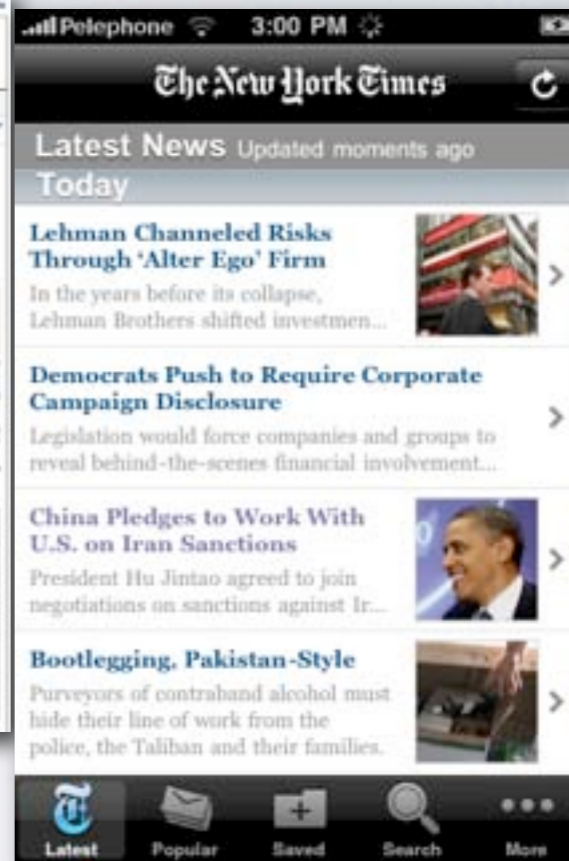 Pelephone 3:00 PM
The New York Times
Latest News Updated moments ago
Today
Lehman Channeled Risks
Through ‘Alter Ego’ Firm
In the years before its collapse,
Lehman Brothers shifted investmen...
Democrats Push to Require Corporate
Campaign Disclosure
Legislation would force companies and groups to
reveal behind-the-scenes financial involvement...
China Pledges to Work With
U.S. on Iran Sanctions
President Hu Jintao agreed to join
negotiations on sanctions against Ir...
Bootlegging, Pakistan-Style
Purveyors of contraband alcohol must
hide their line of work from the
police, the Taliban and their families.
Latest Popular Saved Search More